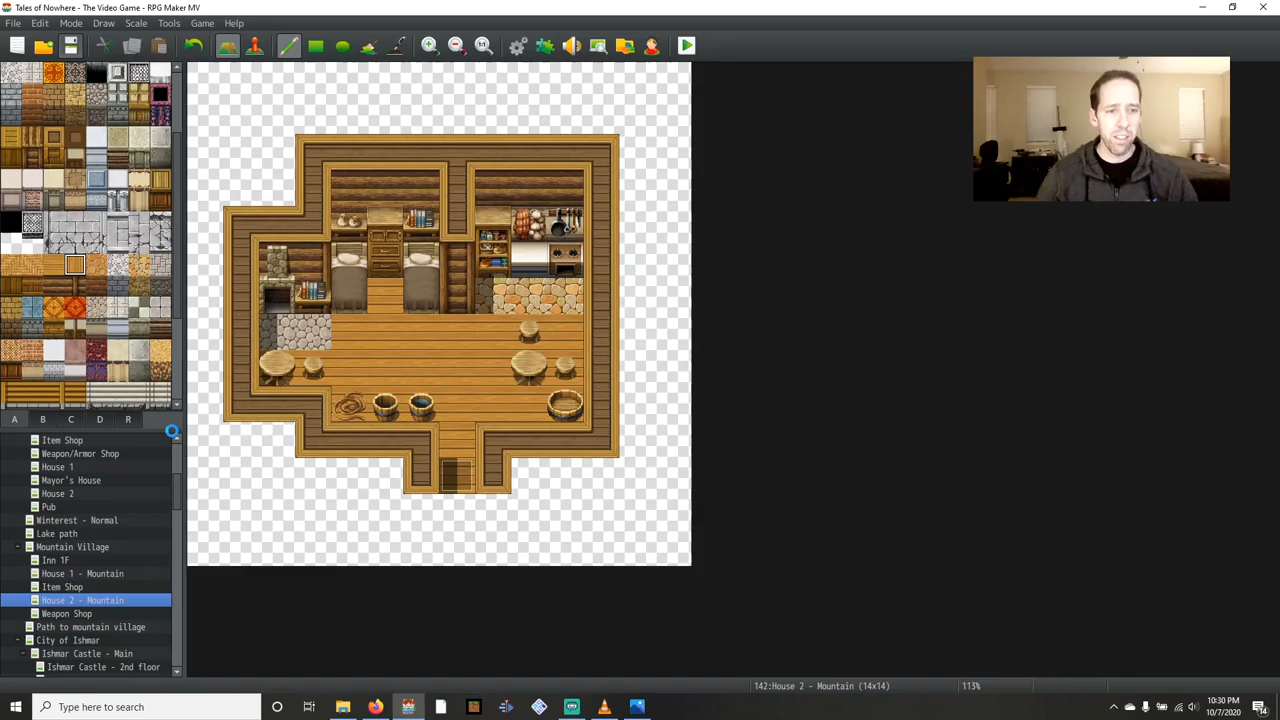 Tales of Nowhere - The Video Game - RPG Maker MV
File Edit Mode Draw Scale Tools Game Help
1:1
A B C D R
Item Shop
Weapon/Armor Shop
House 1
Mayor's House
House 2
Pub
Winterest - Normal
Lake path
Mountain Village
Inn 1F
House 1 - Mountain
Item Shop
House 2 - Mountain
Weapon Shop
Path to mountain village
City of Ishmar
Ishmar Castle - Main
Ishmar Castle - 2nd floor
142:House 2 - Mountain (14x14) 113%
Type here to search
10:30 PM
10/7/2020